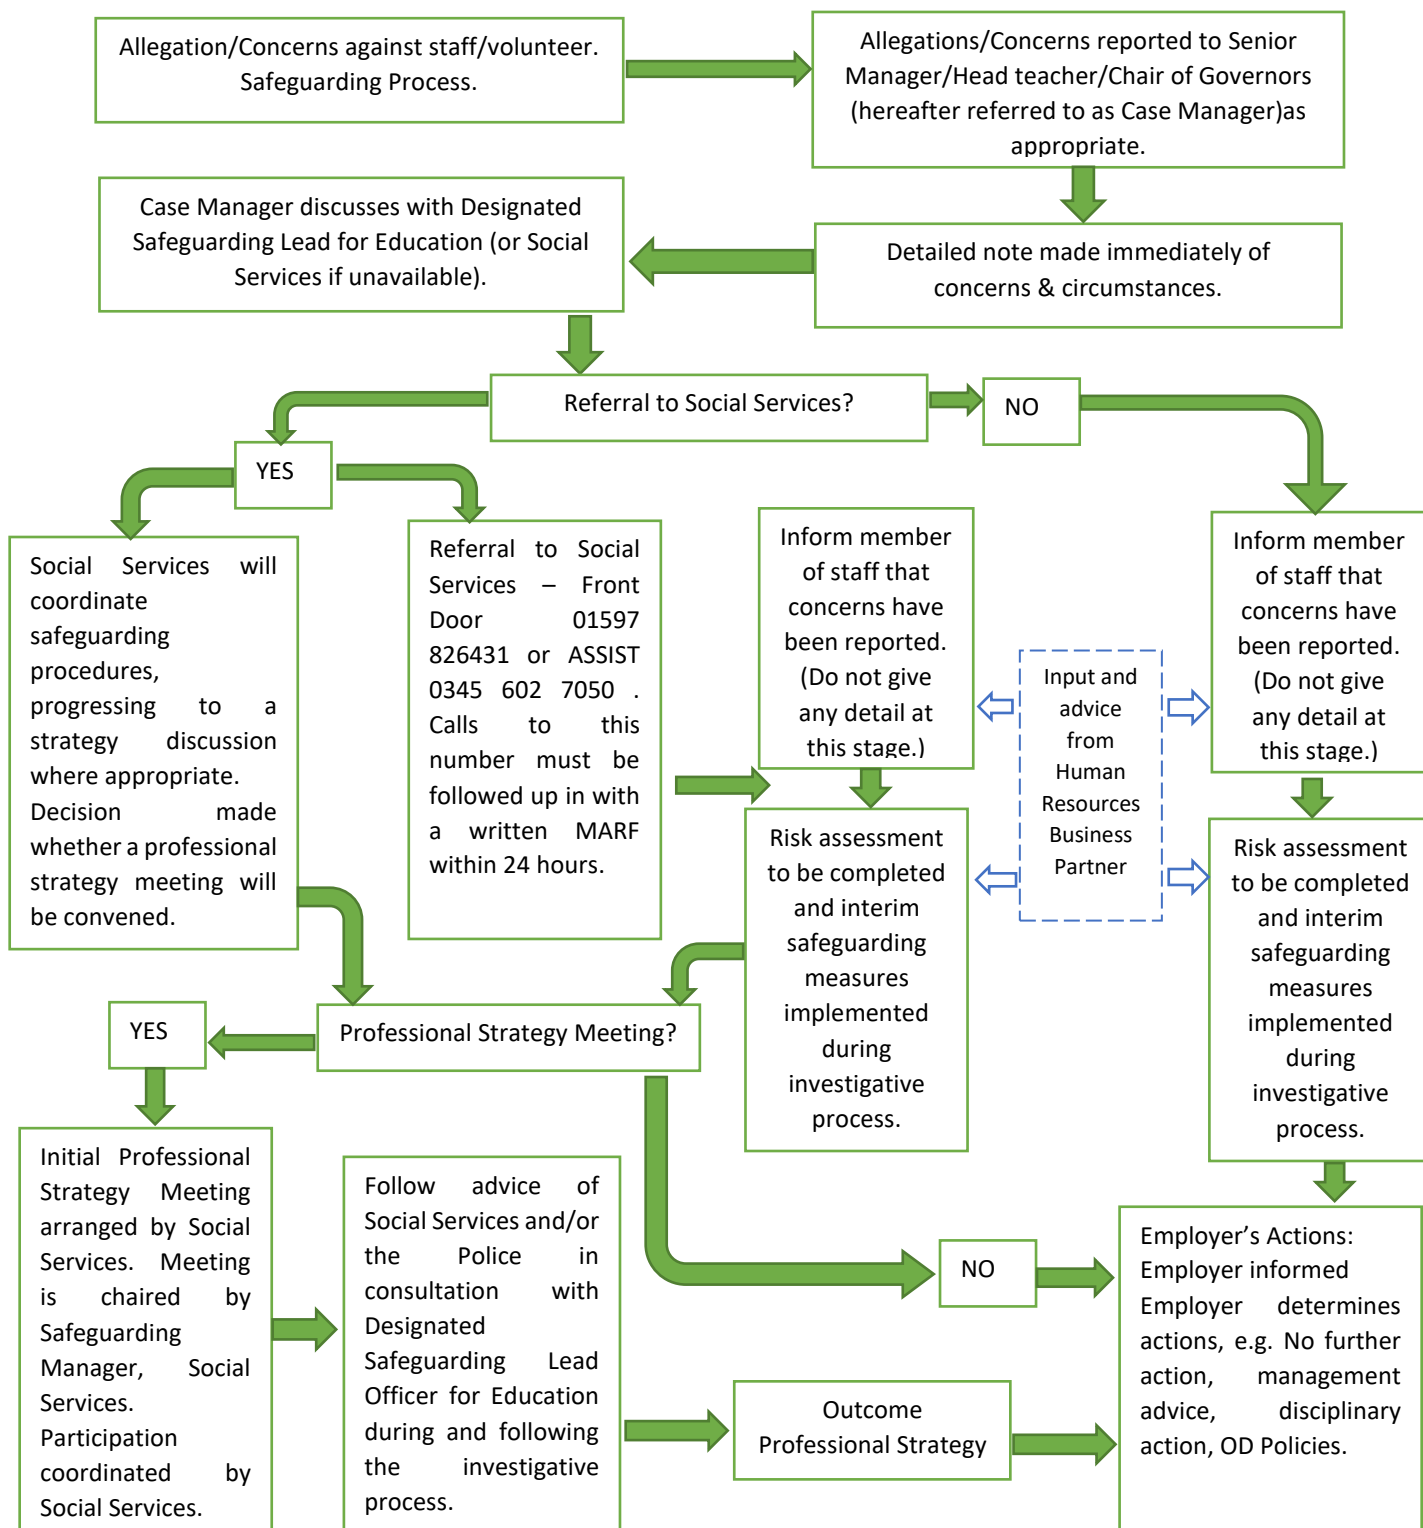 Allegation/Concerns against staff/volunteer.
Safeguarding Process.
Allegations/Concerns reported to Senior
Manager/Head teacher/Chair of Governors
(hereafter referred to as Case Manager)as
appropriate.
Case Manager discusses with Designated
Safeguarding Lead for Education (or Social
Services if unavailable).
Detailed note made immediately of
concerns & circumstances.
Referral to Social Services?
NO
YES
Social Services will
coordinate
safeguarding
procedures,
progressing to a
strategy discussion
where appropriate.
Decision made
whether a professional
strategy meeting will
be convened.
Referral to Social
Services – Front
Door 01597
826431 or ASSIST
0345 602 7050 .
Calls to this
number must be
followed up in with
a written MARF
within 24 hours.
Inform member
of staff that
concerns have
been reported.
(Do not give
any detail at
this stage.)
Input and
advice
from
Human
Resources
Business
Partner
Inform member
of staff that
concerns have
been reported.
(Do not give
any detail at
this stage.)
Risk assessment
to be completed
and interim
safeguarding
measures
implemented
during
investigative
process.
Risk assessment
to be completed
and interim
safeguarding
measures
implemented
during
investigative
process.
YES
Professional Strategy Meeting?
Initial Professional
Strategy Meeting
arranged by Social
Services. Meeting
is chaired by
Safeguarding
Manager, Social
Services.
Participation
coordinated by
Social Services.
Follow advice of
Social Services and/or
the Police in
consultation with
Designated
Safeguarding Lead
Officer for Education
during and following
the investigative
process.
NO
Outcome
Professional Strategy
Employer’s Actions:
Employer informed
Employer determines
actions, e.g. No further
action, management
advice, disciplinary
action, OD Policies.